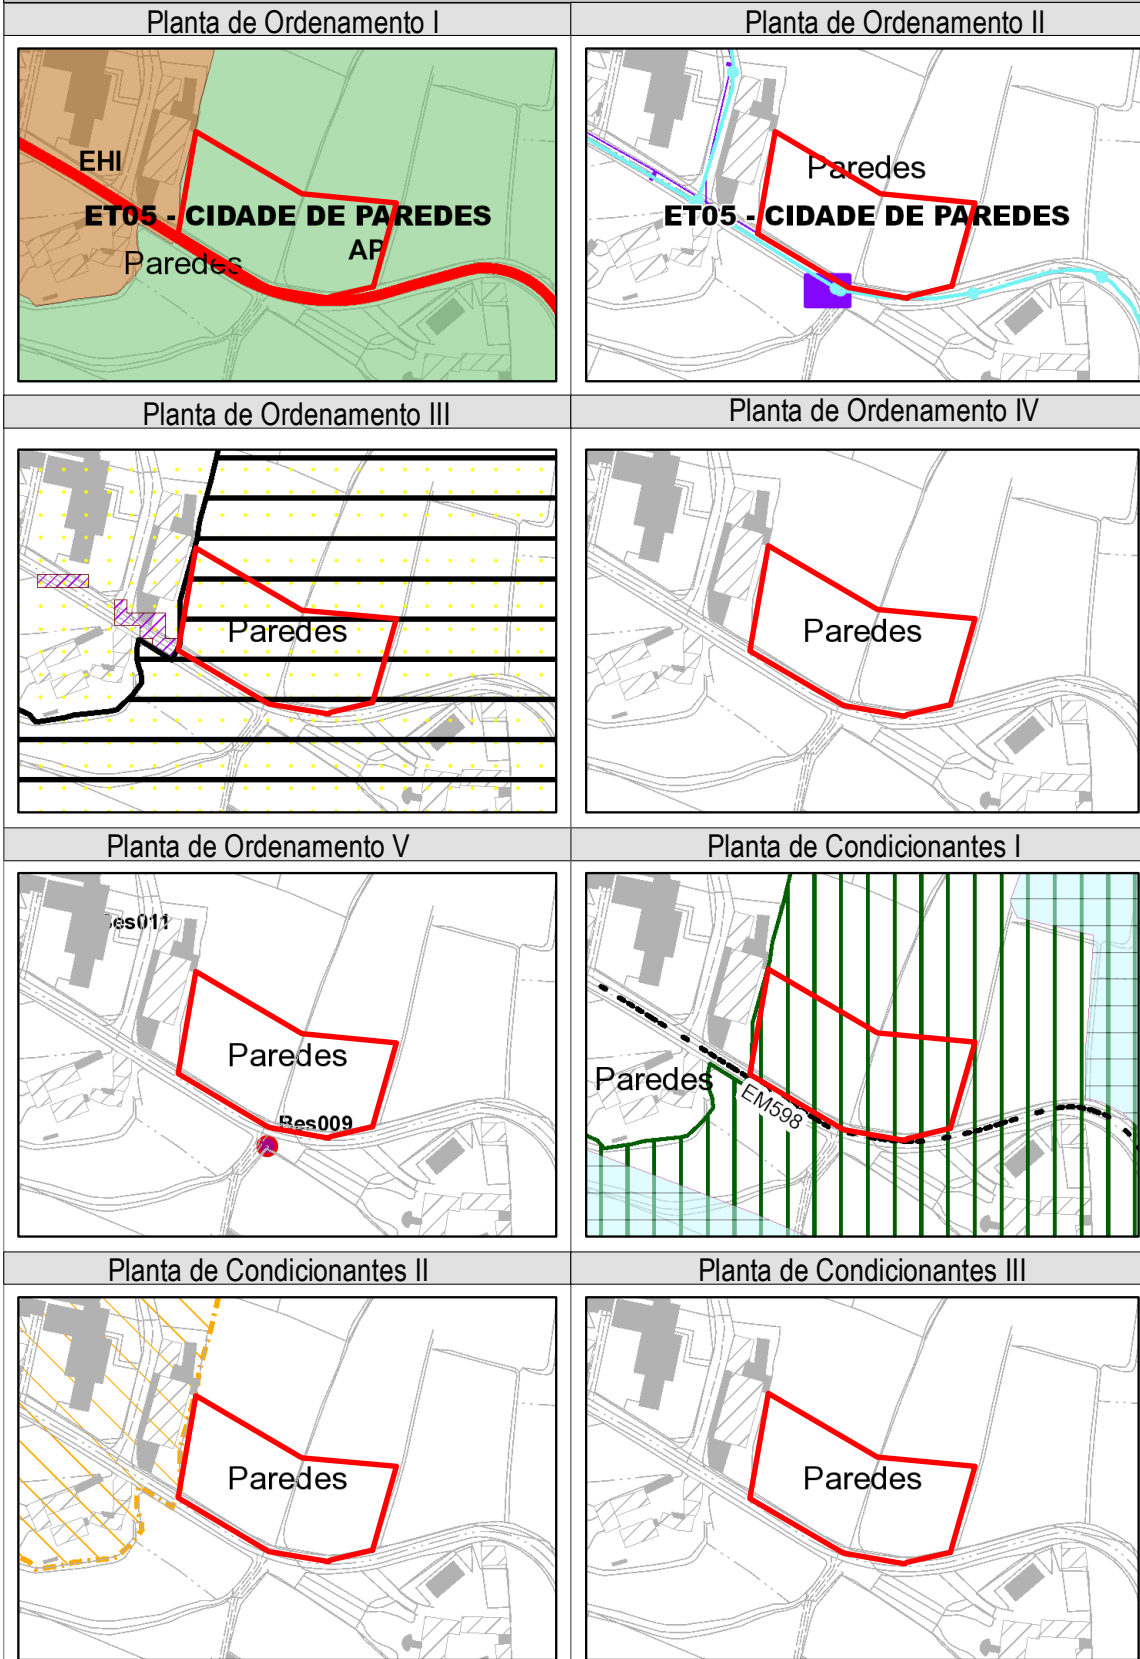 Planta de Ordenamento I
Planta de Ordenamento II
EHI
ET05 - CIDADE DE PAREDES
AP
Paredes
Paredes
ET05 - CIDADE DE PAREDES
Planta de Ordenamento III
Planta de Ordenamento IV
Paredes
Paredes
Planta de Ordenamento V
Planta de Condicionantes I
Bes011
Paredes
Bes009
Paredes
EM598
Planta de Condicionantes II
Planta de Condicionantes III
Paredes
Paredes